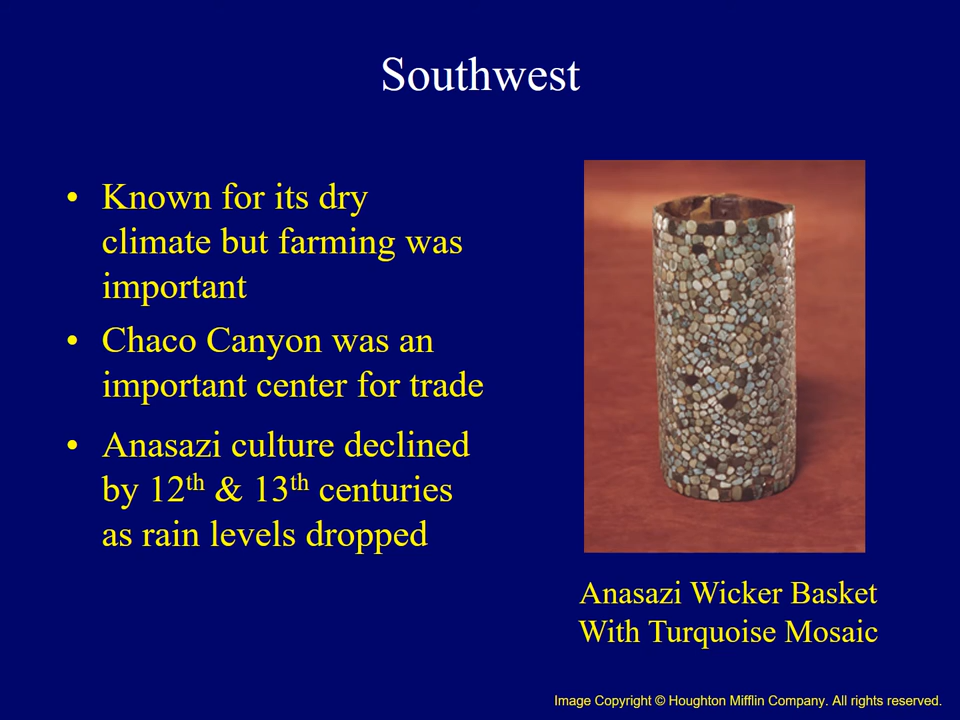 Southwest
• Known for its dry
climate but farming was
important
• Chaco Canyon was an
important center for trade
• Anasazi culture declined
by 12th & 13th centuries
as rain levels dropped
Anasazi Wicker Basket
With Turquoise Mosaic
Image Copyright © Houghton Mifflin Company. All rights reserved.